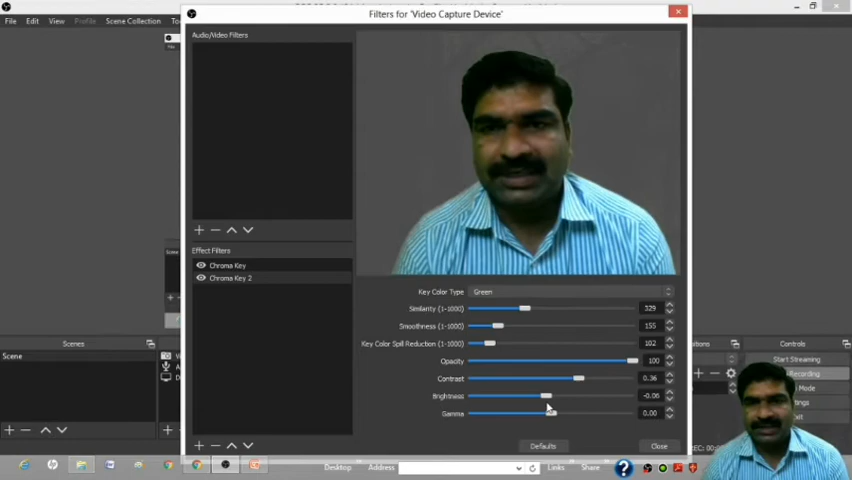 Filters for 'Video Capture Device'
File Edit View Profile Scene Collection
Audio/Video Filters
Effect Filters
Chroma Key
Chroma Key 2
Key Color Type Green
Similarity (1-1000) 329
Smoothness (1-1000) 155
Key Color Spill Reduction (1-1000) 102
Opacity 100
Contrast 0.36
Brightness -0.06
Gamma 0.00
Defaults Close
Scenes
Scene
Controls
Start Streaming
Desktop Address Links Share